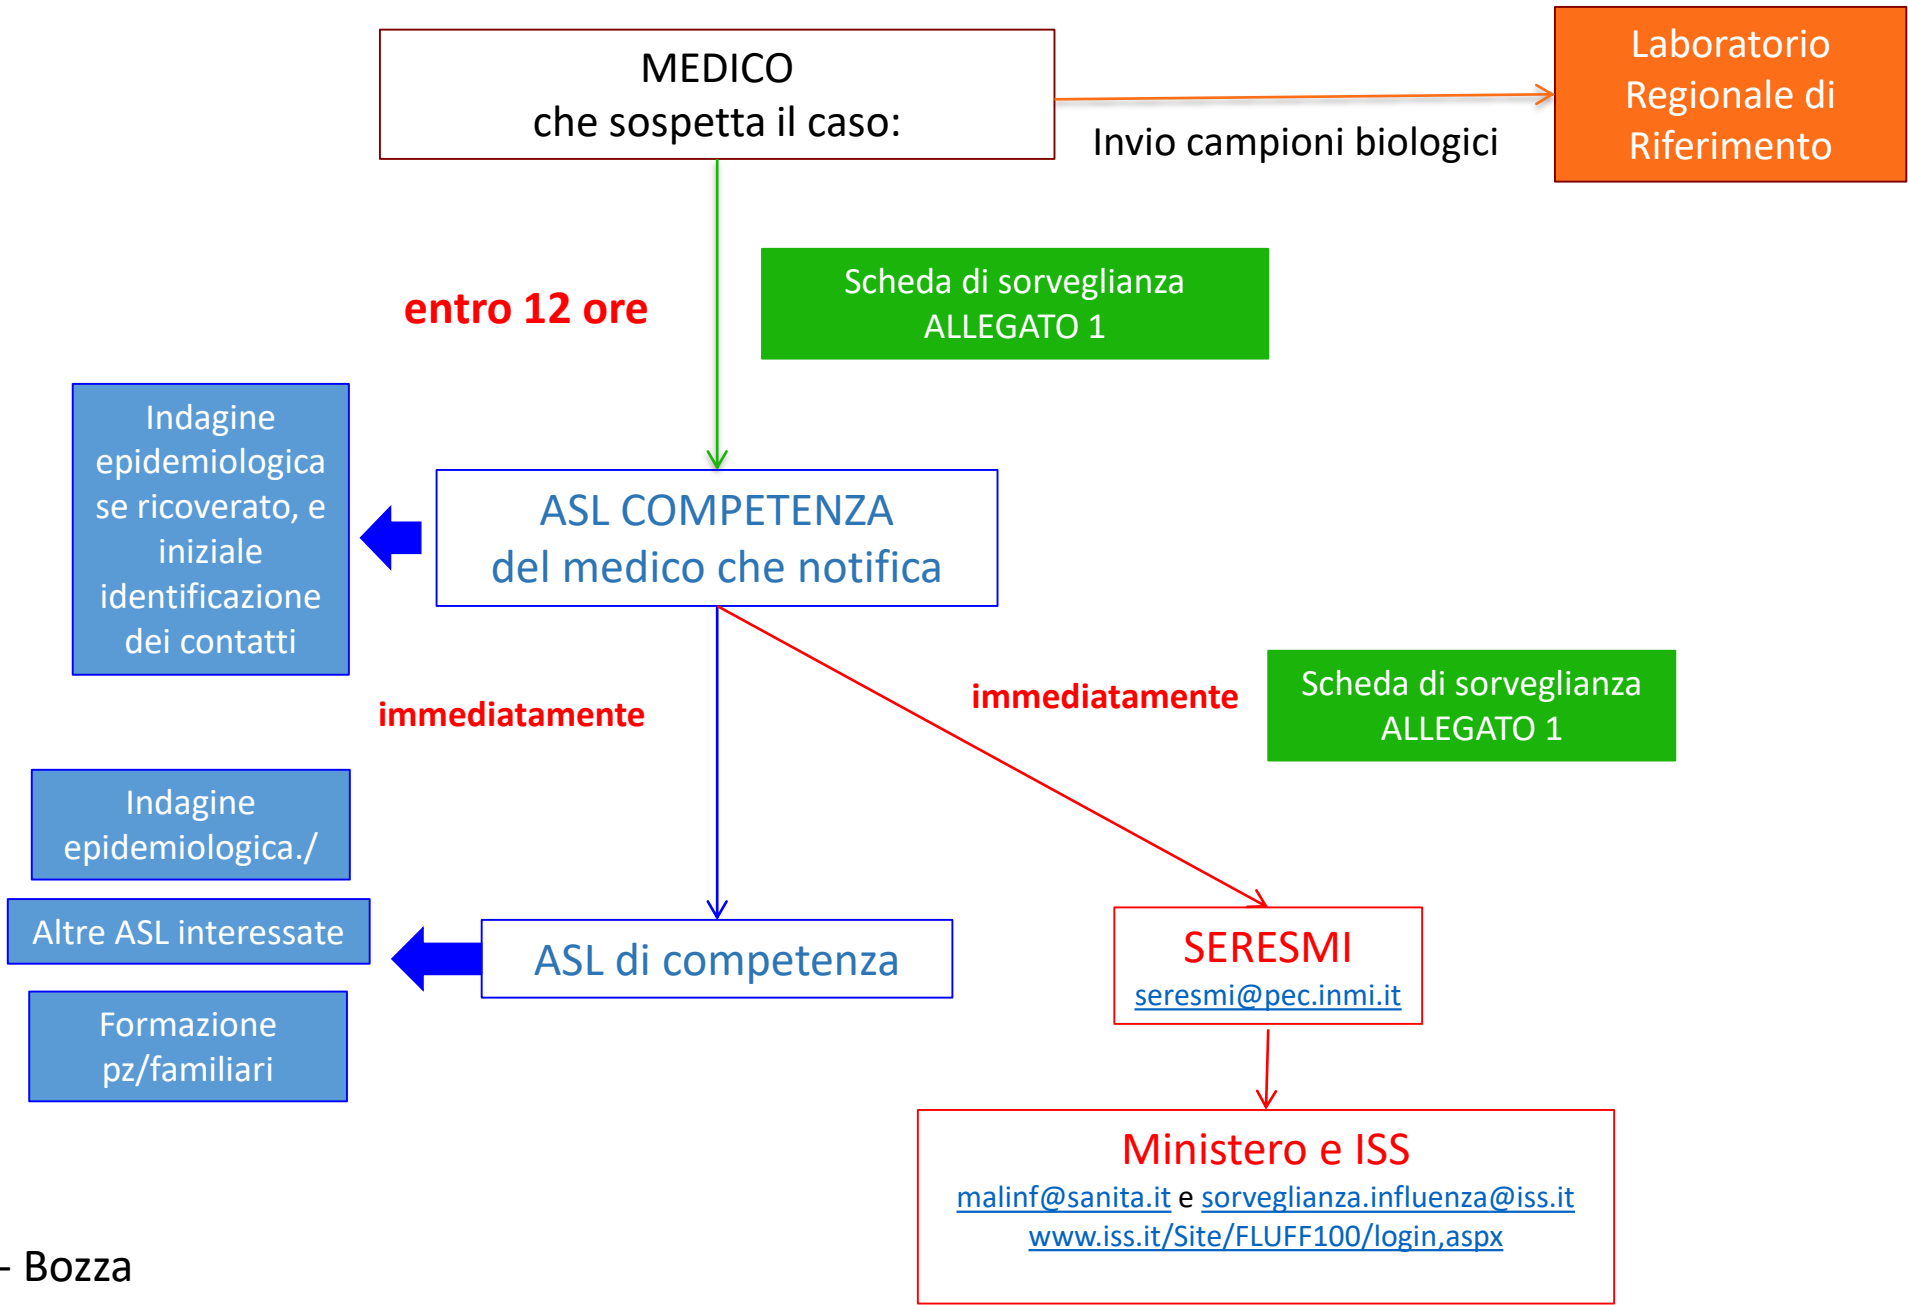 MEDICO
che sospetta il caso:
Laboratorio
Regionale di
Riferimento
Invio campioni biologici
entro 12 ore
Scheda di sorveglianza
ALLEGATO 1
Indagine
epidemiologica
se ricoverato, e
iniziale
identificazione
dei contatti
ASL COMPETENZA
del medico che notifica
immediatamente
immediatamente
Scheda di sorveglianza
ALLEGATO 1
Indagine
epidemiologica./
Altre ASL interessate
Formazione
pz/familiari
ASL di competenza
SERESMI
seresmi@pec.inmi.it
Ministero e ISS
malinf@sanita.it e sorveglianza.influenza@iss.it
www.iss.it/Site/FLUFF100/login,aspx
- Bozza